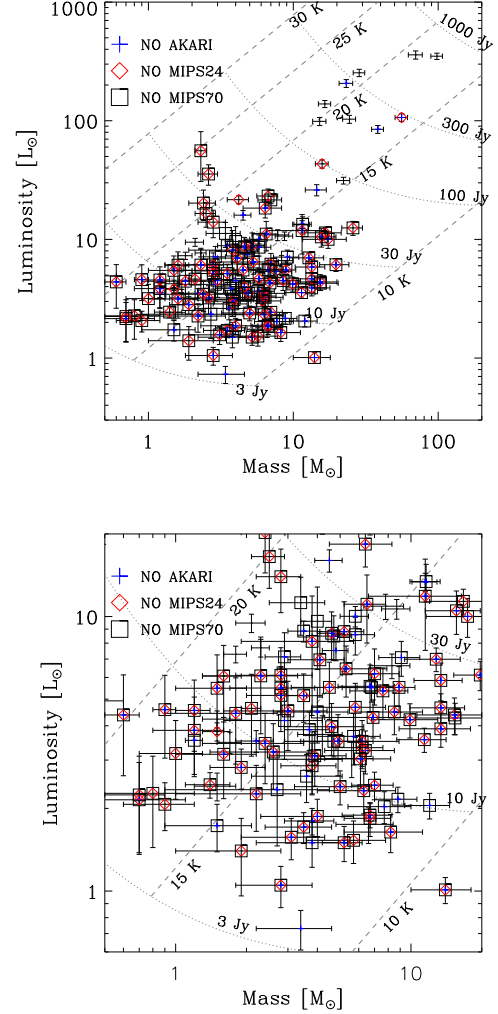 1000
100
10
1
Luminosity [L⊙]
NO AKARI
NO MIPS24
NO MIPS70
30 K
25 K
20 K
15 K
10 K
1000 Jy
300 Jy
100 Jy
30 Jy
10 Jy
3 Jy
1
10
100
Mass [M⊙]
10
1
Luminosity [L⊙]
NO AKARI
NO MIPS24
NO MIPS70
20 K
15 K
10 K
30 Jy
10 Jy
3 Jy
1
10
Mass [M⊙]